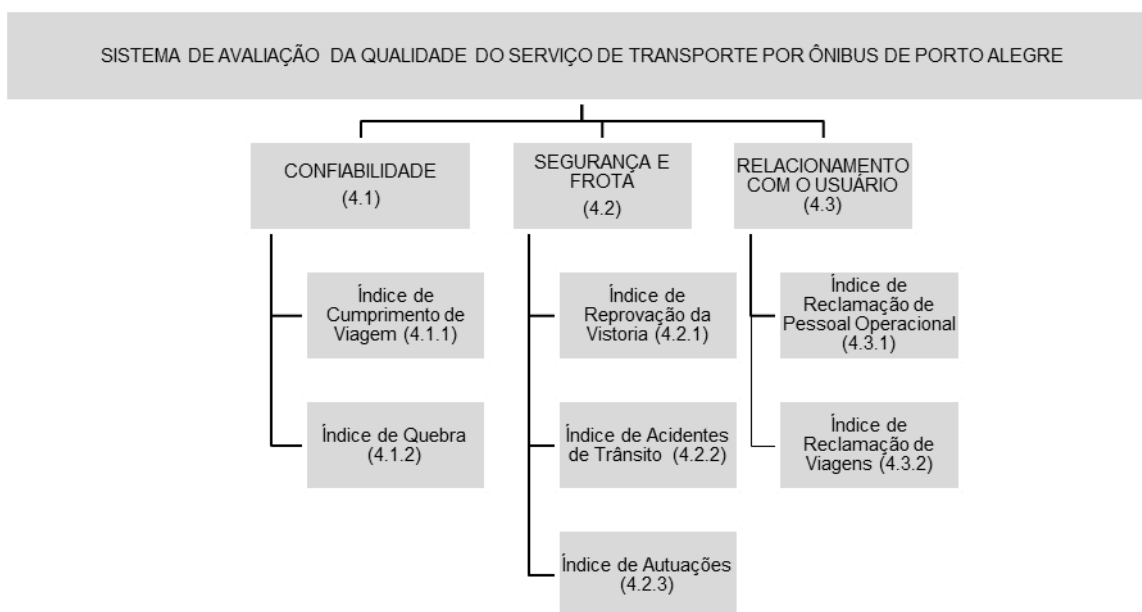 SISTEMA DE AVALIAÇÃO DA QUALIDADE DO SERVIÇO DE TRANSPORTE POR ÔNIBUS DE PORTO ALEGRE
CONFIABILIDADE
(4.1)
SEGURANÇA E
FROTA
(4.2)
RELACIONAMENTO
COM O USUÁRIO
(4.3)
Índice de
Cumprimento de
Viagem (4.1.1)
Índice de Quebra
(4.1.2)
Índice de
Reprovação da
Vistoria (4.2.1)
Índice de Acidentes
de Trânsito (4.2.2)
Índice de Autuações
(4.2.3)
Índice de
Reclamação de
Pessoal Operacional
(4.3.1)
Índice de
Reclamação de
Viagens (4.3.2)